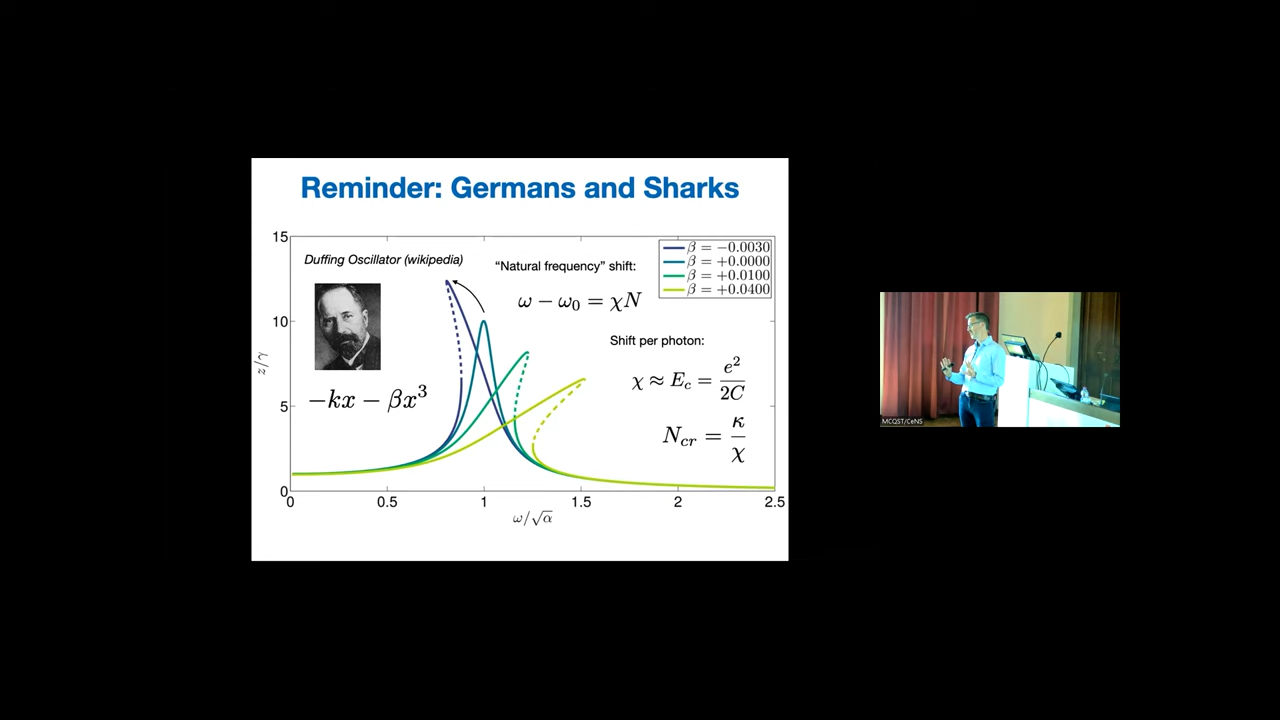 Reminder: Germans and Sharks
15
10
5
0
z/γ
Duffing Oscillator (wikipedia)
−kx − βx³
"Natural frequency" shift:
ω − ω₀ = χN
β = −0.0030
β = +0.0000
β = +0.0100
β = +0.0400
Shift per photon:
χ ≈ E_c = e²/2C
N_cr = κ/χ
0 0.5 1 1.5 2 2.5
ω/√α
MCQST/CeNS